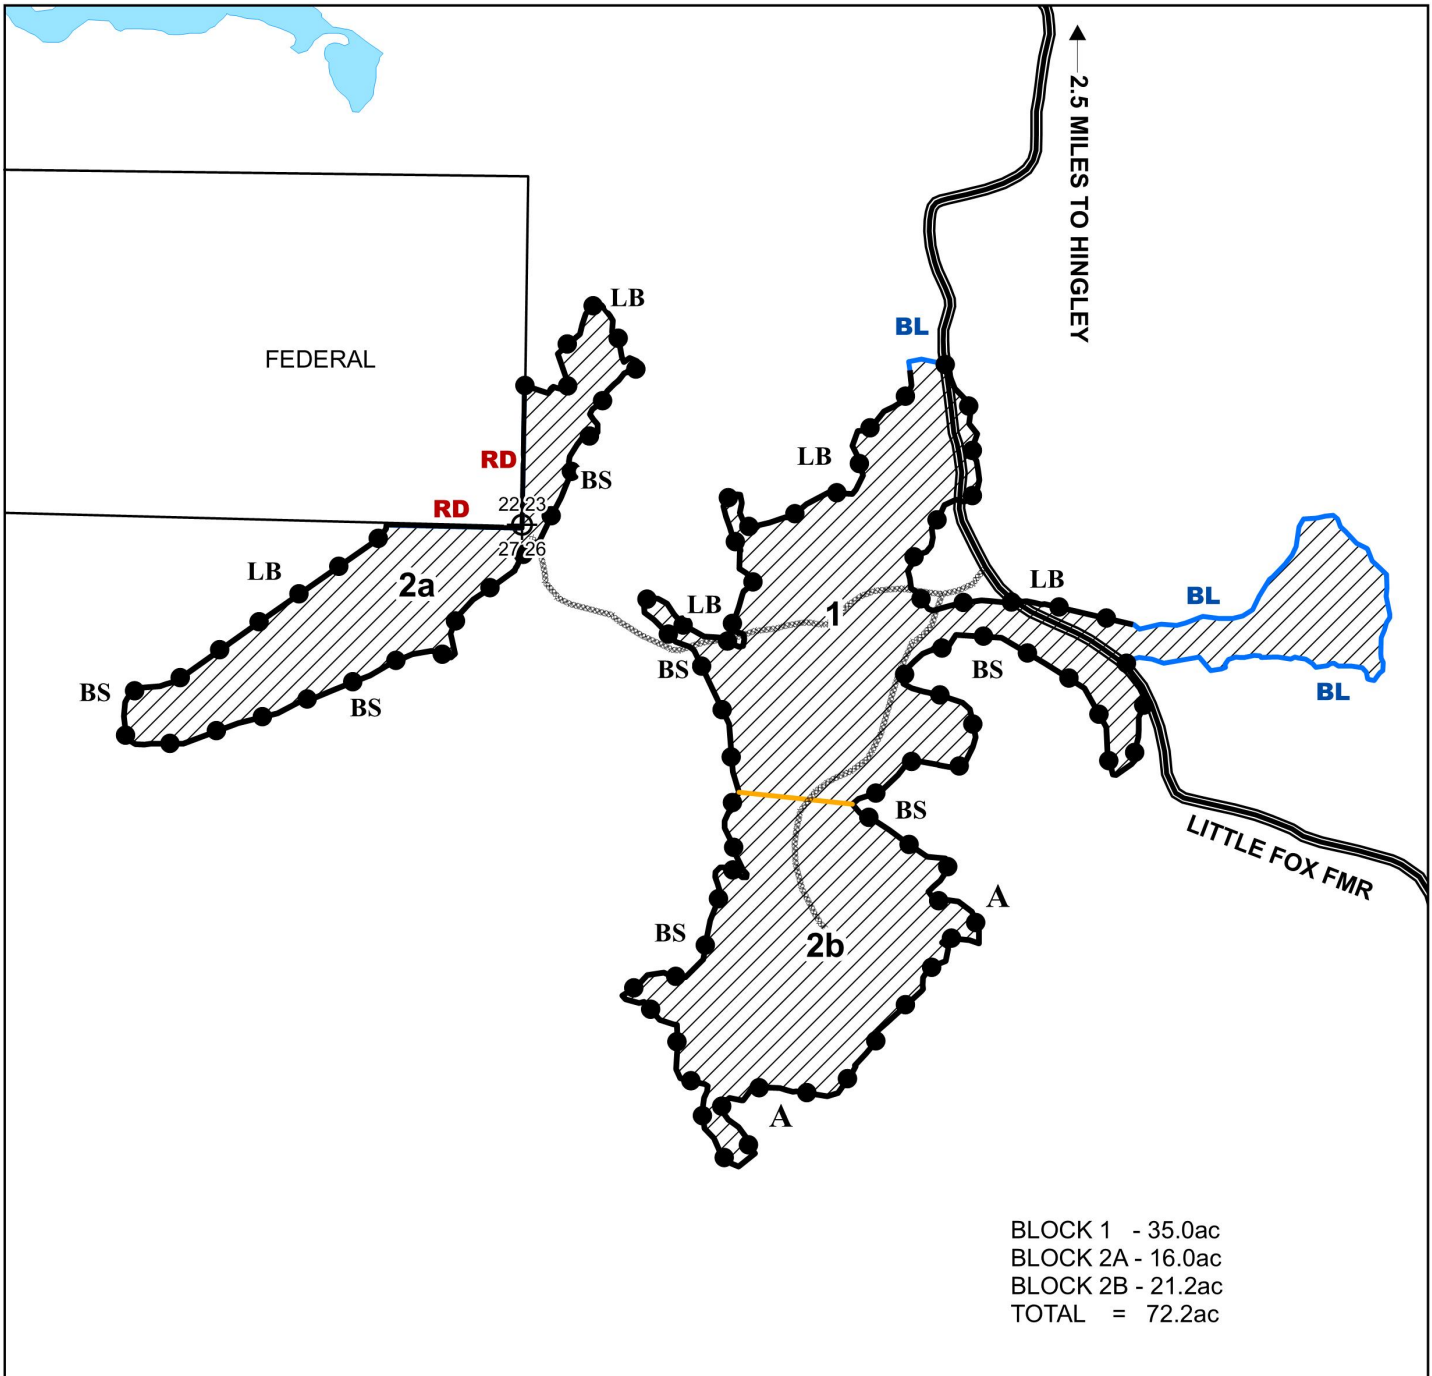 2.5 MILES TO HINGLEY
LB
BL
FEDERAL
LB
RD
BS
RD
22 23
27 26
LB
2a
LB
BL
LB
1
BS
BS
BS
BL
BS
BS
LITTLE FOX FMR
A
BS
2b
A
BLOCK 1 - 35.0ac
BLOCK 2A - 16.0ac
BLOCK 2B - 21.2ac
TOTAL = 72.2ac